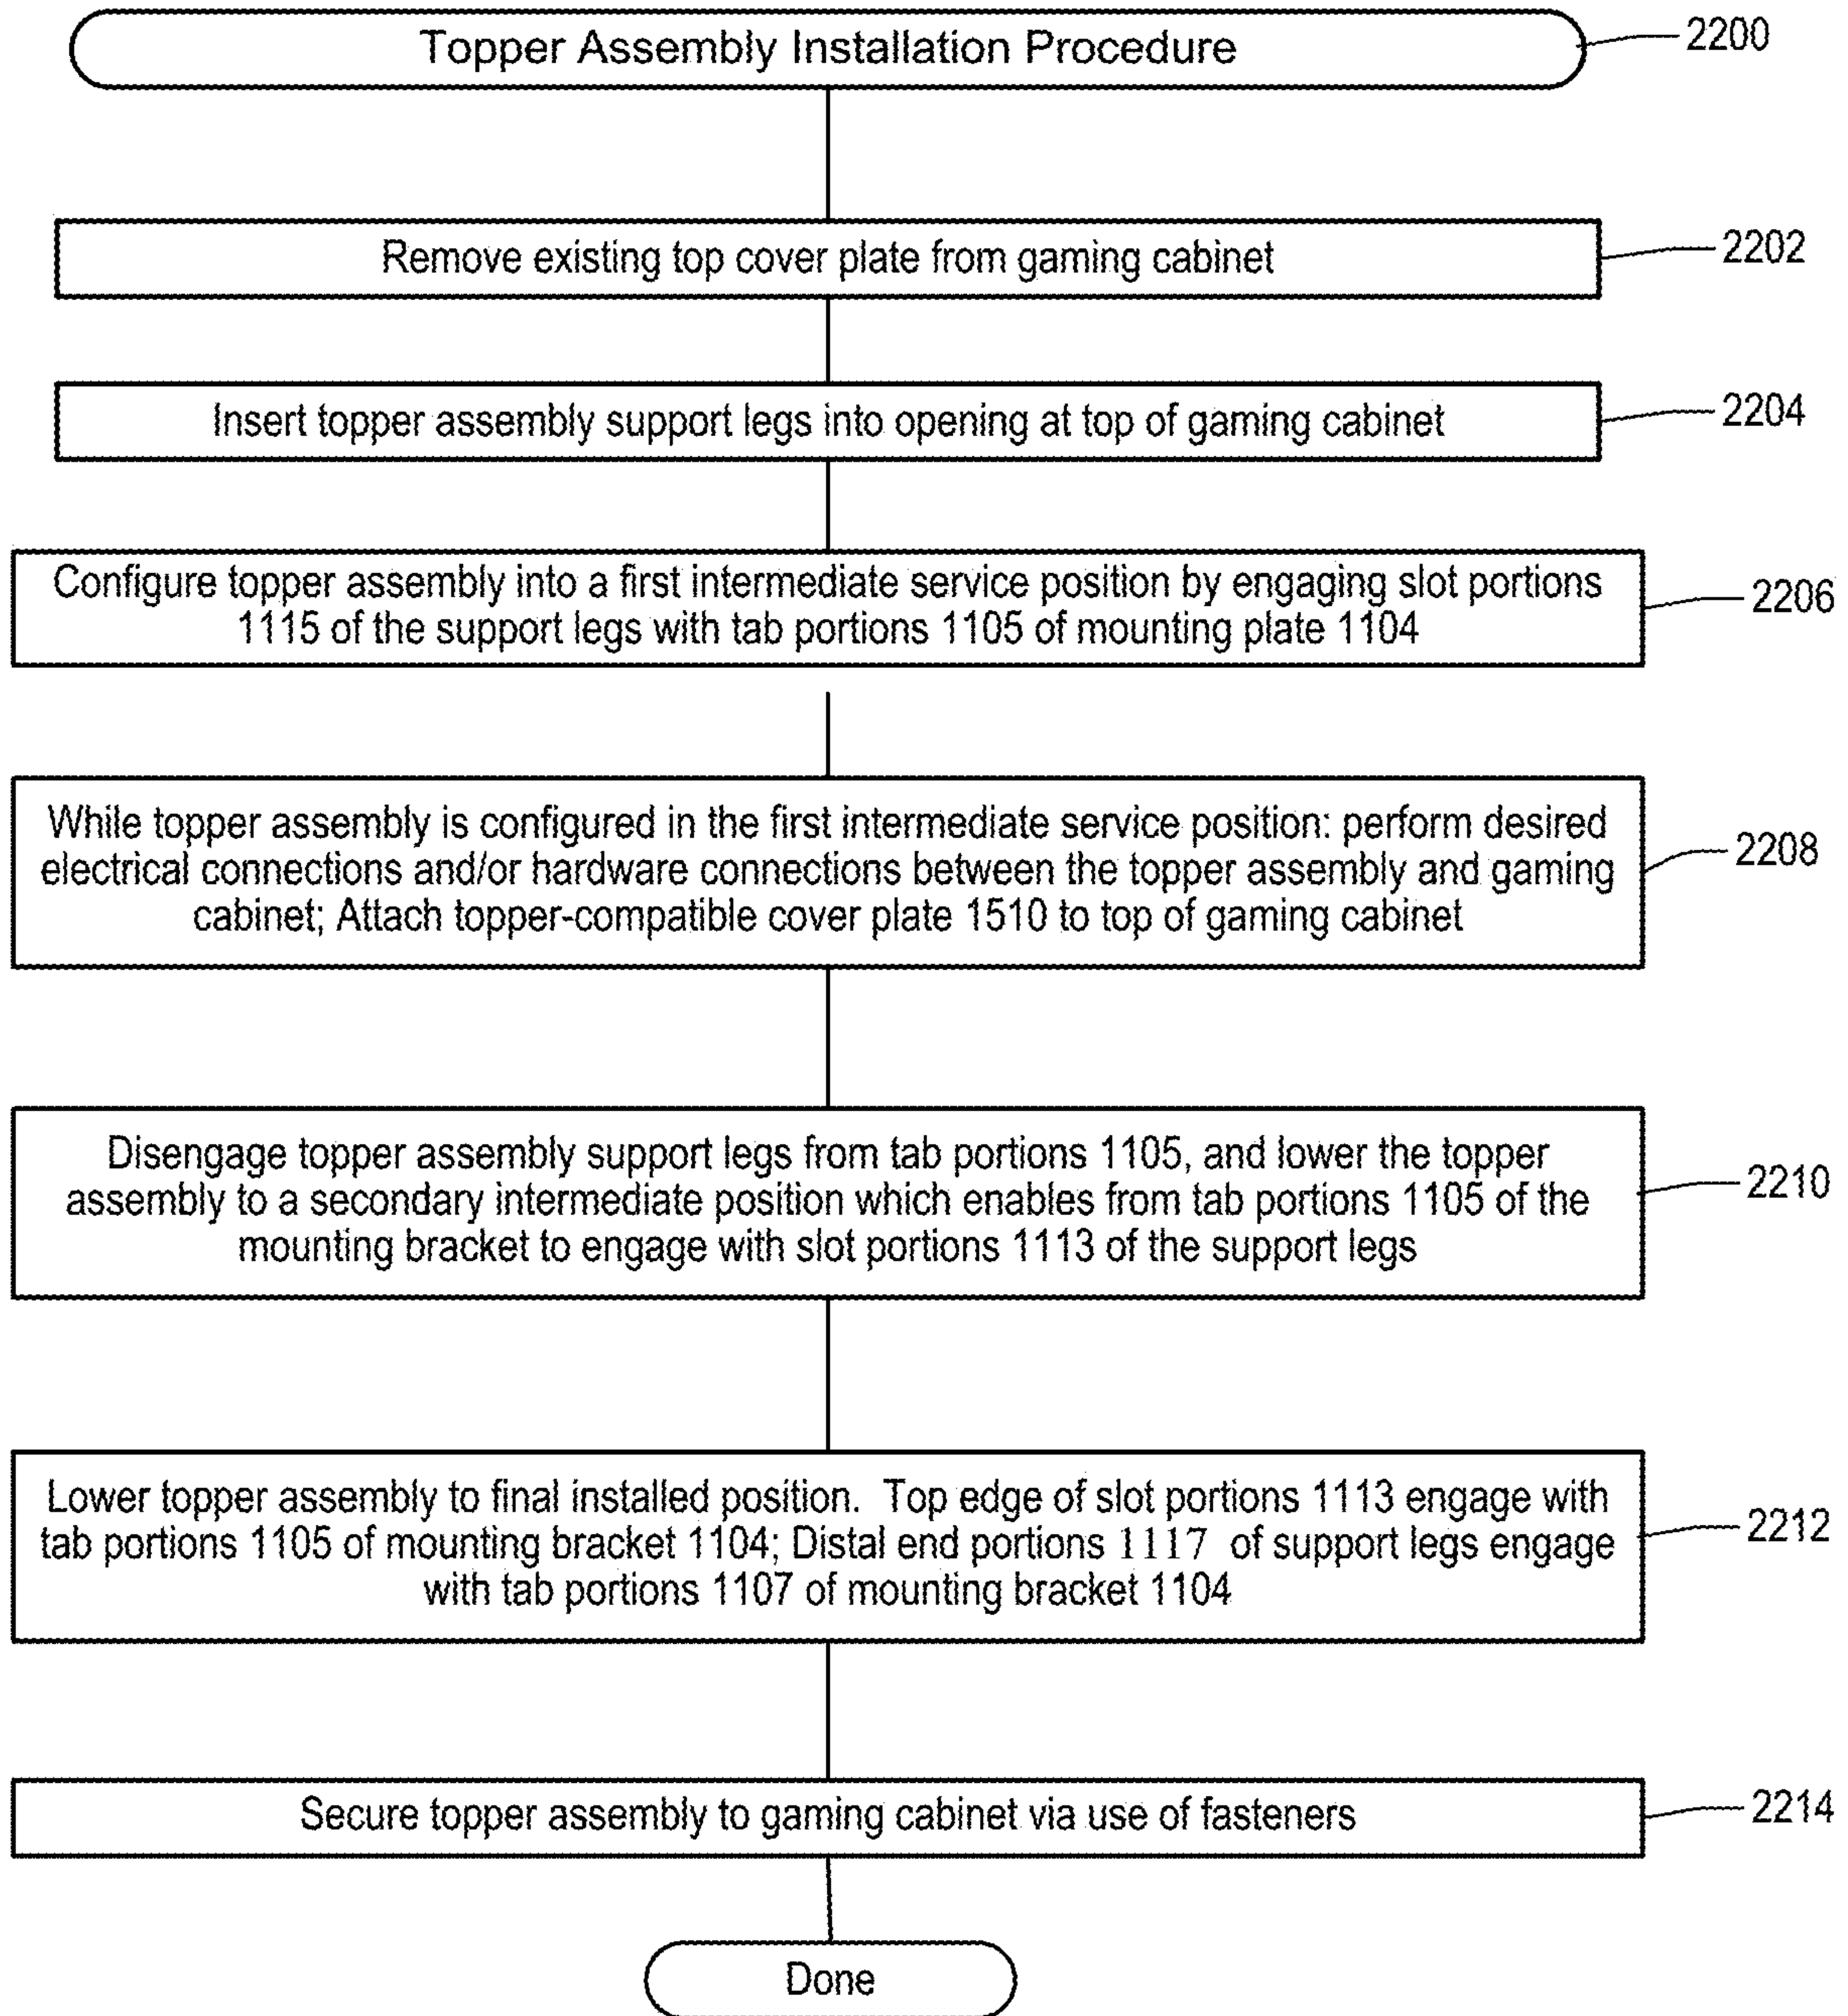 Topper Assembly Installation Procedure
2200
Remove existing top cover plate from gaming cabinet
2202
Insert topper assembly support legs into opening at top of gaming cabinet
2204
Configure topper assembly into a first intermediate service position by engaging slot portions
1115 of the support legs with tab portions 1105 of mounting plate 1104
2206
While topper assembly is configured in the first intermediate service position: perform desired
electrical connections and/or hardware connections between the topper assembly and gaming
cabinet; Attach topper-compatible cover plate 1510 to top of gaming cabinet
2208
Disengage topper assembly support legs from tab portions 1105, and lower the topper
assembly to a secondary intermediate position which enables from tab portions 1105 of the
mounting bracket to engage with slot portions 1113 of the support legs
2210
Lower topper assembly to final installed position. Top edge of slot portions 1113 engage with
tab portions 1105 of mounting bracket 1104; Distal end portions 1117 of support legs engage
with tab portions 1107 of mounting bracket 1104
2212
Secure topper assembly to gaming cabinet via use of fasteners
2214
Done